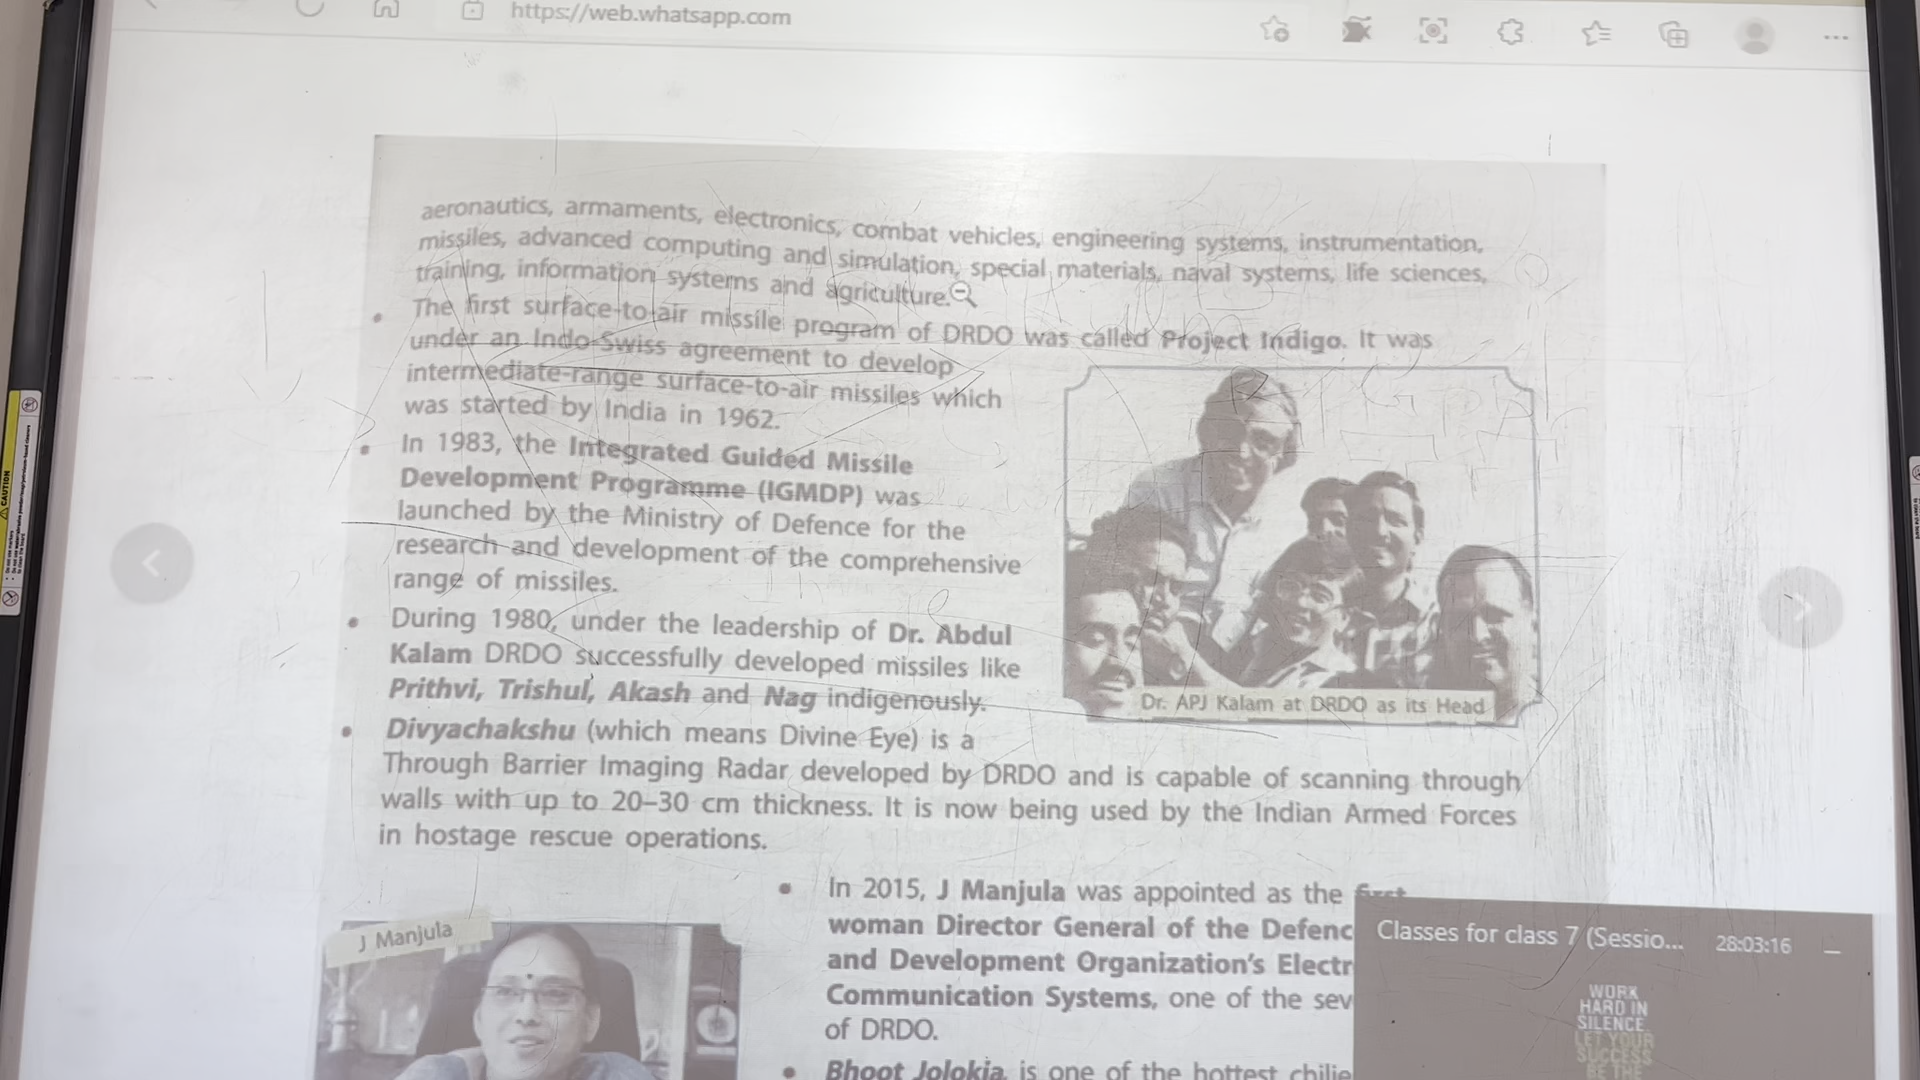 https://web.whatsapp.com
aeronautics, armaments, electronics, combat vehicles, engineering systems, instrumentation,
missiles, advanced computing and simulation, special materials, naval systems, life sciences,
training, information systems and agriculture.
• The first surface-to-air missile program of DRDO was called Project Indigo. It was
under an Indo-Swiss agreement to develop
intermediate-range surface-to-air missiles which
was started by India in 1962.
• In 1983, the Integrated Guided Missile
Development Programme (IGMDP) was
launched by the Ministry of Defence for the
research and development of the comprehensive
range of missiles.
• During 1980, under the leadership of Dr. Abdul
Kalam DRDO successfully developed missiles like
Prithvi, Trishul, Akash and Nag indigenously.
Dr. APJ Kalam at DRDO as its Head
• Divyachakshu (which means Divine Eye) is a
Through Barrier Imaging Radar developed by DRDO and is capable of scanning through
walls with up to 20–30 cm thickness. It is now being used by the Indian Armed Forces
in hostage rescue operations.
J Manjula
• In 2015, J Manjula was appointed as the first
woman Director General of the Defenc
and Development Organization's Electr
Communication Systems, one of the sev
of DRDO.
• Bhoot Jolokia is one of the hottest chilie
Classes for class 7 (Sessio... 28:03:16
WORK
HARD IN
SILENCE
LET YOUR
SUCCESS
BE THE
CAUTION